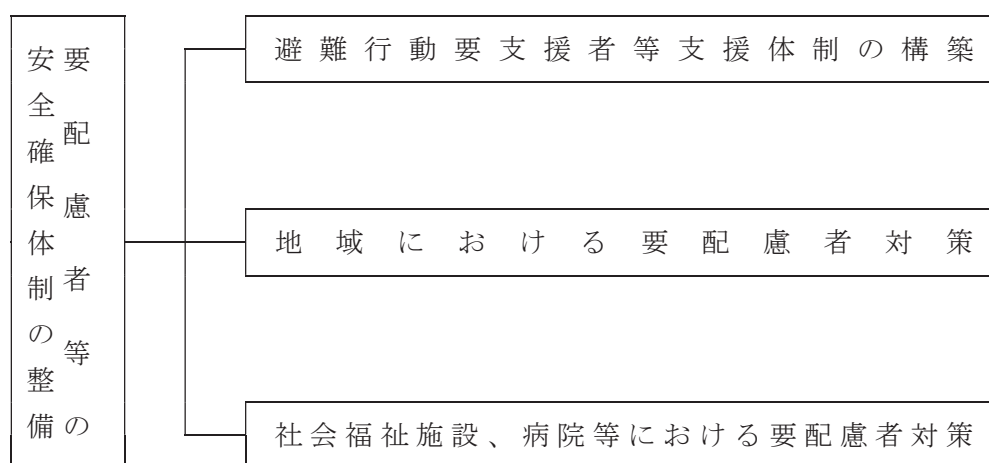 要配慮者等の
安全確保体制の整備
避難行動要支援者等支援体制の構築
地域における要配慮者対策
社会福祉施設、病院等における要配慮者対策